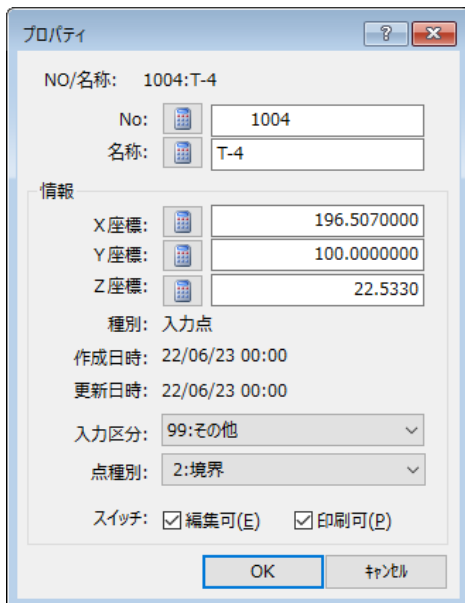 プロパティ
NO/名称: 1004:T-4
No: 1004
名称: T-4
情報
X座標: 196.5070000
Y座標: 100.0000000
Z座標: 22.5330
種別: 入力点
作成日時: 22/06/23 00:00
更新日時: 22/06/23 00:00
入力区分: 99:その他
点種別: 2:境界
スイッチ: 編集可(E) 印刷可(P)
OK ｷｬﾝｾﾙ